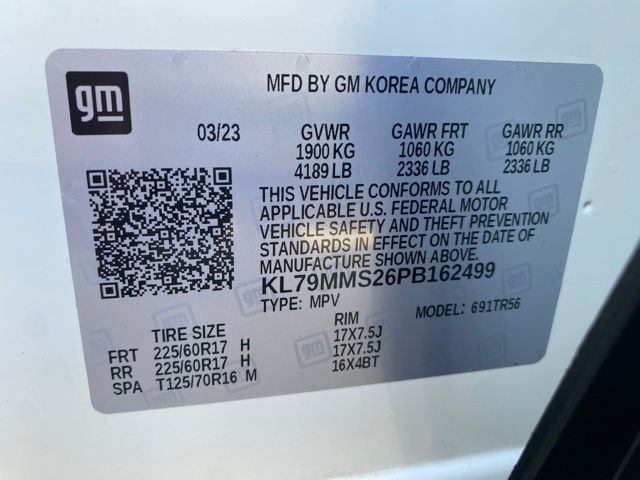 gm
MFD BY GM KOREA COMPANY
03/23 GVWR GAWR FRT GAWR RR
1900 KG 1060 KG 1060 KG
4189 LB 2336 LB 2336 LB
THIS VEHICLE CONFORMS TO ALL
APPLICABLE U.S. FEDERAL MOTOR
VEHICLE SAFETY AND THEFT PREVENTION
STANDARDS IN EFFECT ON THE DATE OF
MANUFACTURE SHOWN ABOVE.
KL79MMS26PB162499
TYPE: MPV MODEL: 691TR56
TIRE SIZE RIM
FRT 225/60R17 H 17X7.5J
RR 225/60R17 H 17X7.5J
SPA T125/70R16 M 16X4BT